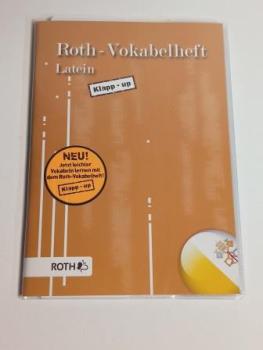 Roth-Vokabelheft
Latein
Klapp-up
NEU!
Jetzt leichter
Vokabeln lernen mit
dem Roth-Vokabelheft!
Klapp-up
ROTH